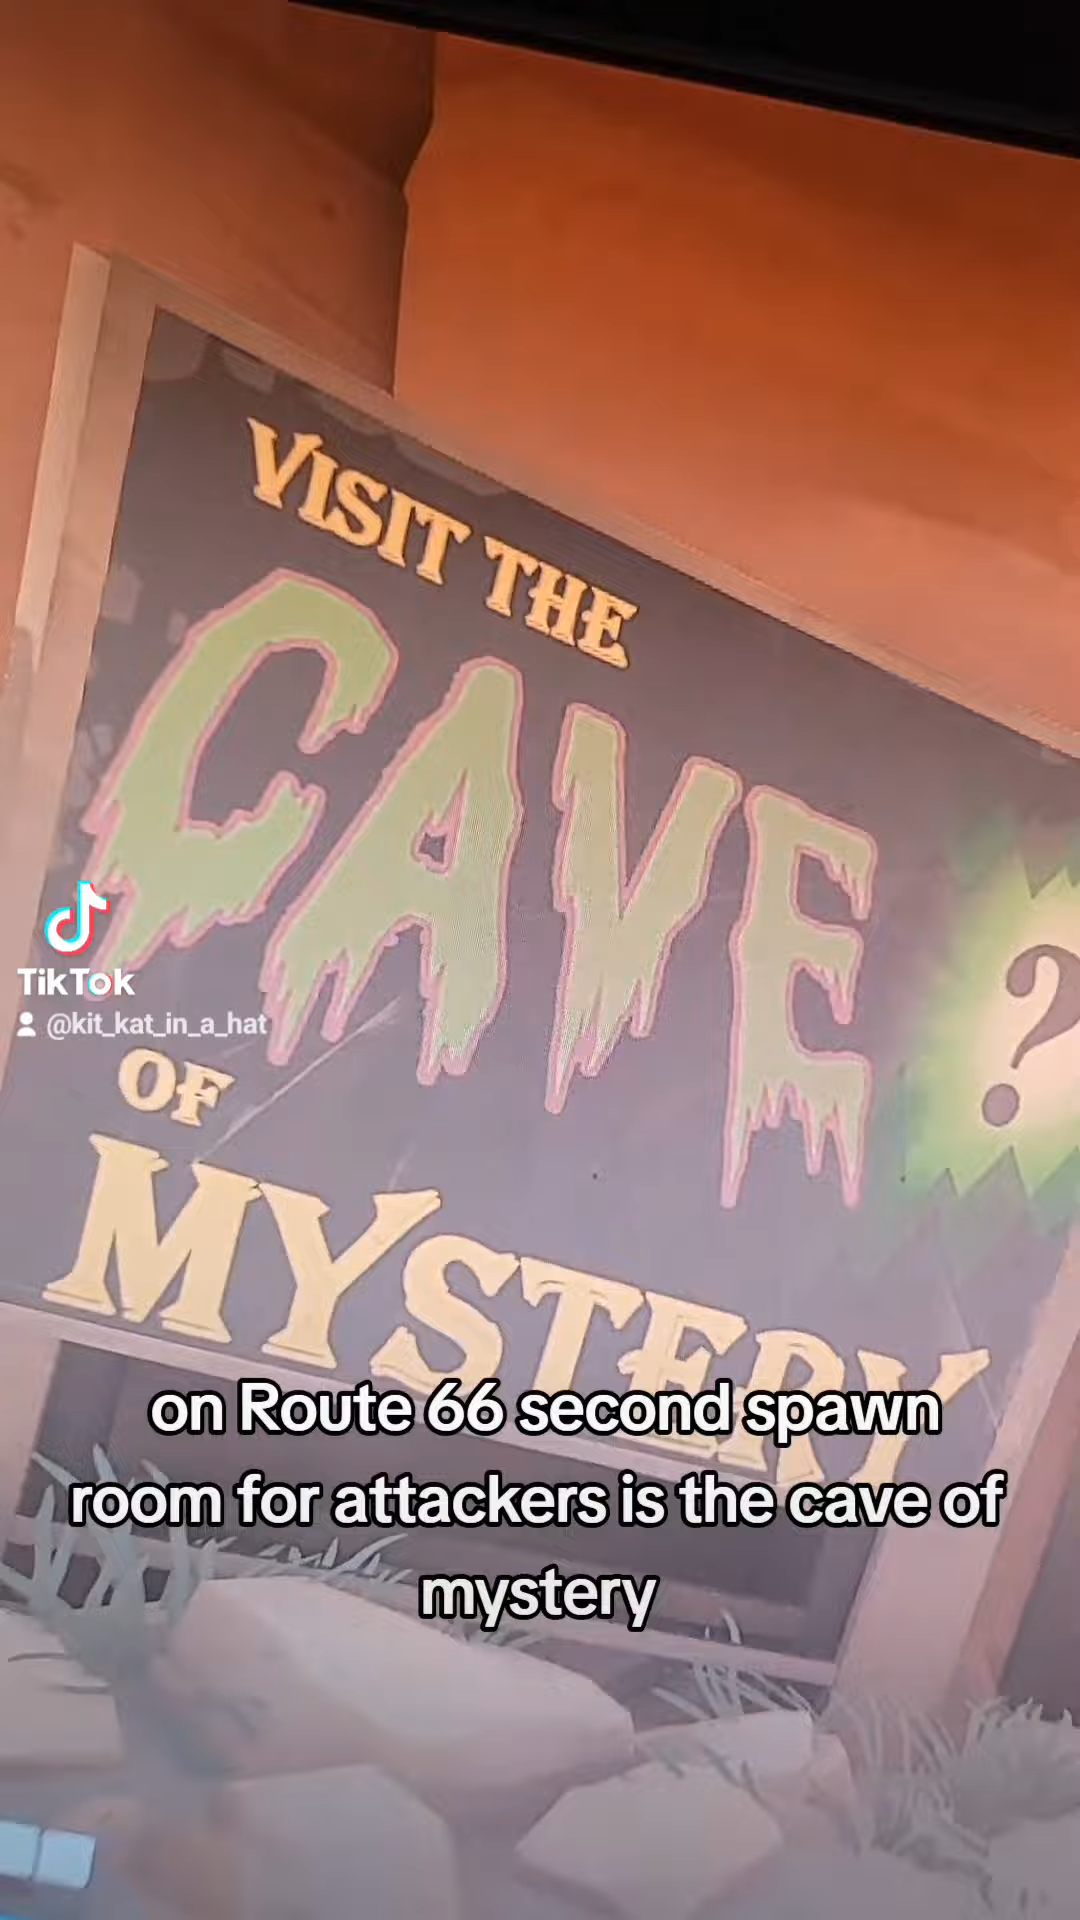 VISIT THE
CAVE
?
OF
MYSTERY
TikTok
@kit_kat_in_a_hat
on Route 66 second spawn
room for attackers is the cave of
mystery